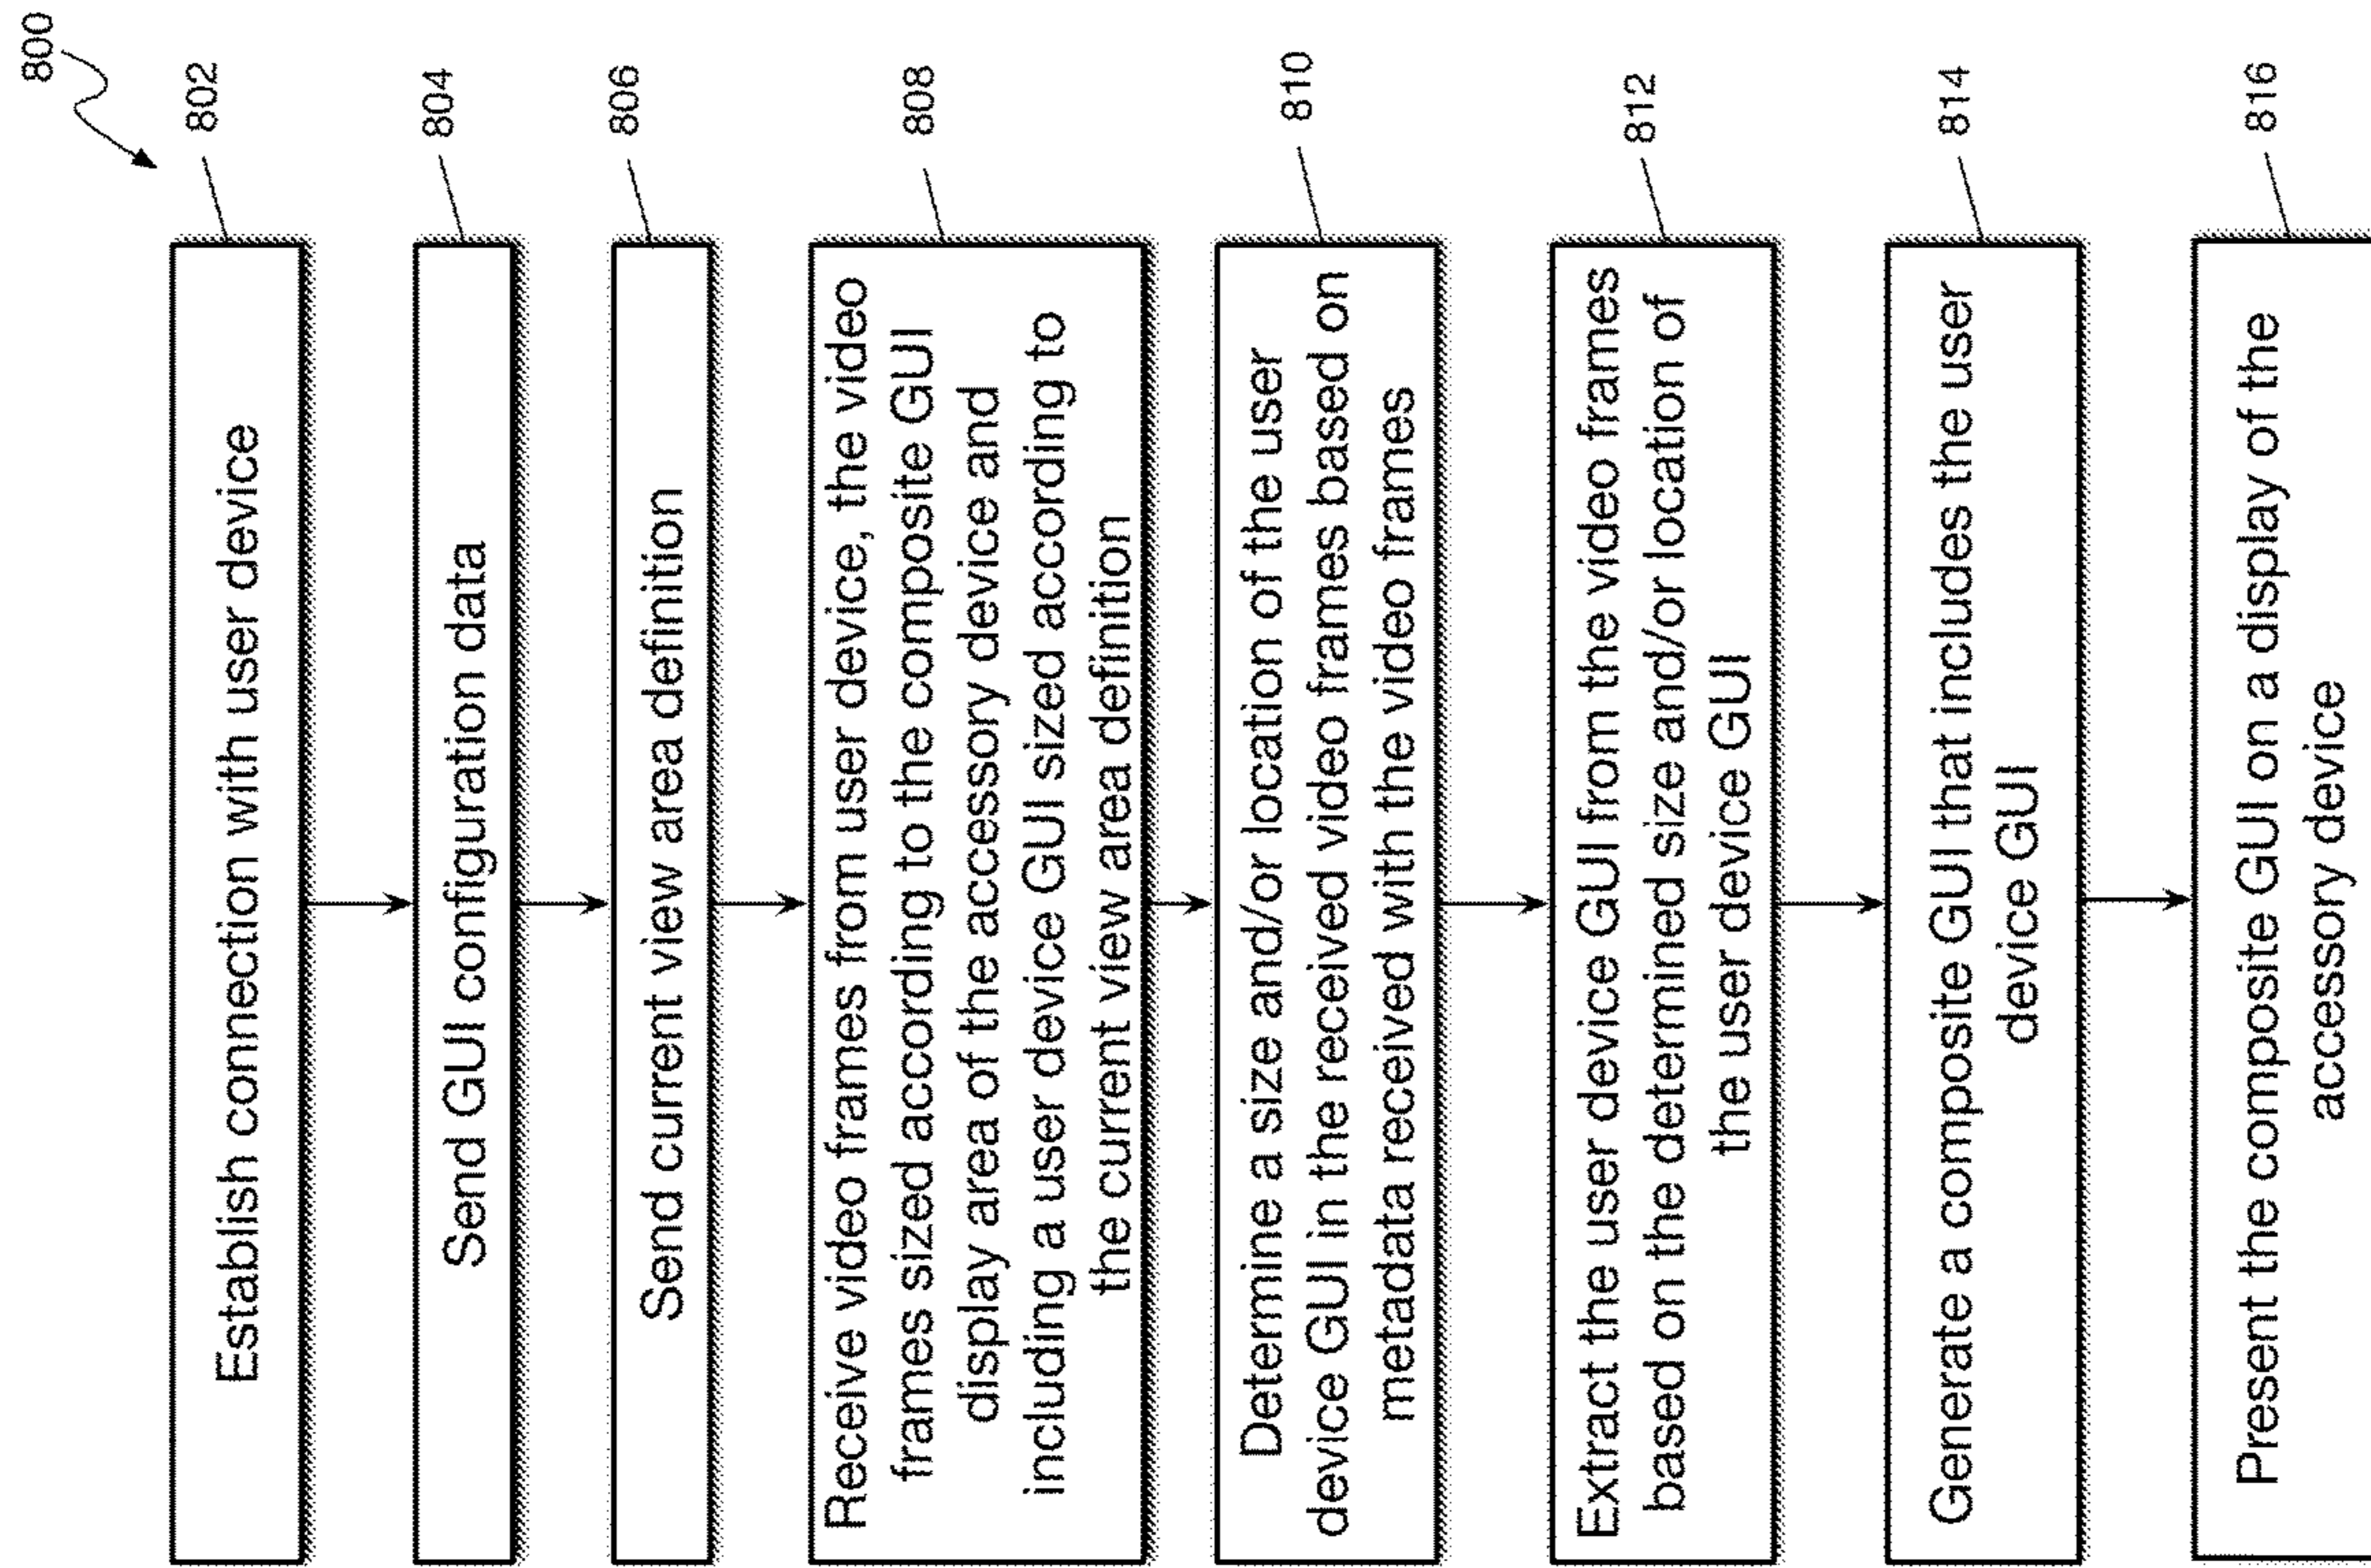 800
802
Establish connection with user device
804
Send GUI configuration data
806
Send current view area definition
808
Receive video frames from user device, the video
frames sized according to the composite GUI
display area of the accessory device and
including a user device GUI sized according to
the current view area definition
810
Determine a size and/or location of the user
device GUI in the received video frames based on
metadata received with the video frames
812
Extract the user device GUI from the video frames
based on the determined size and/or location of
the user device GUI
814
Generate a composite GUI that includes the user
device GUI
816
Present the composite GUI on a display of the
accessory device